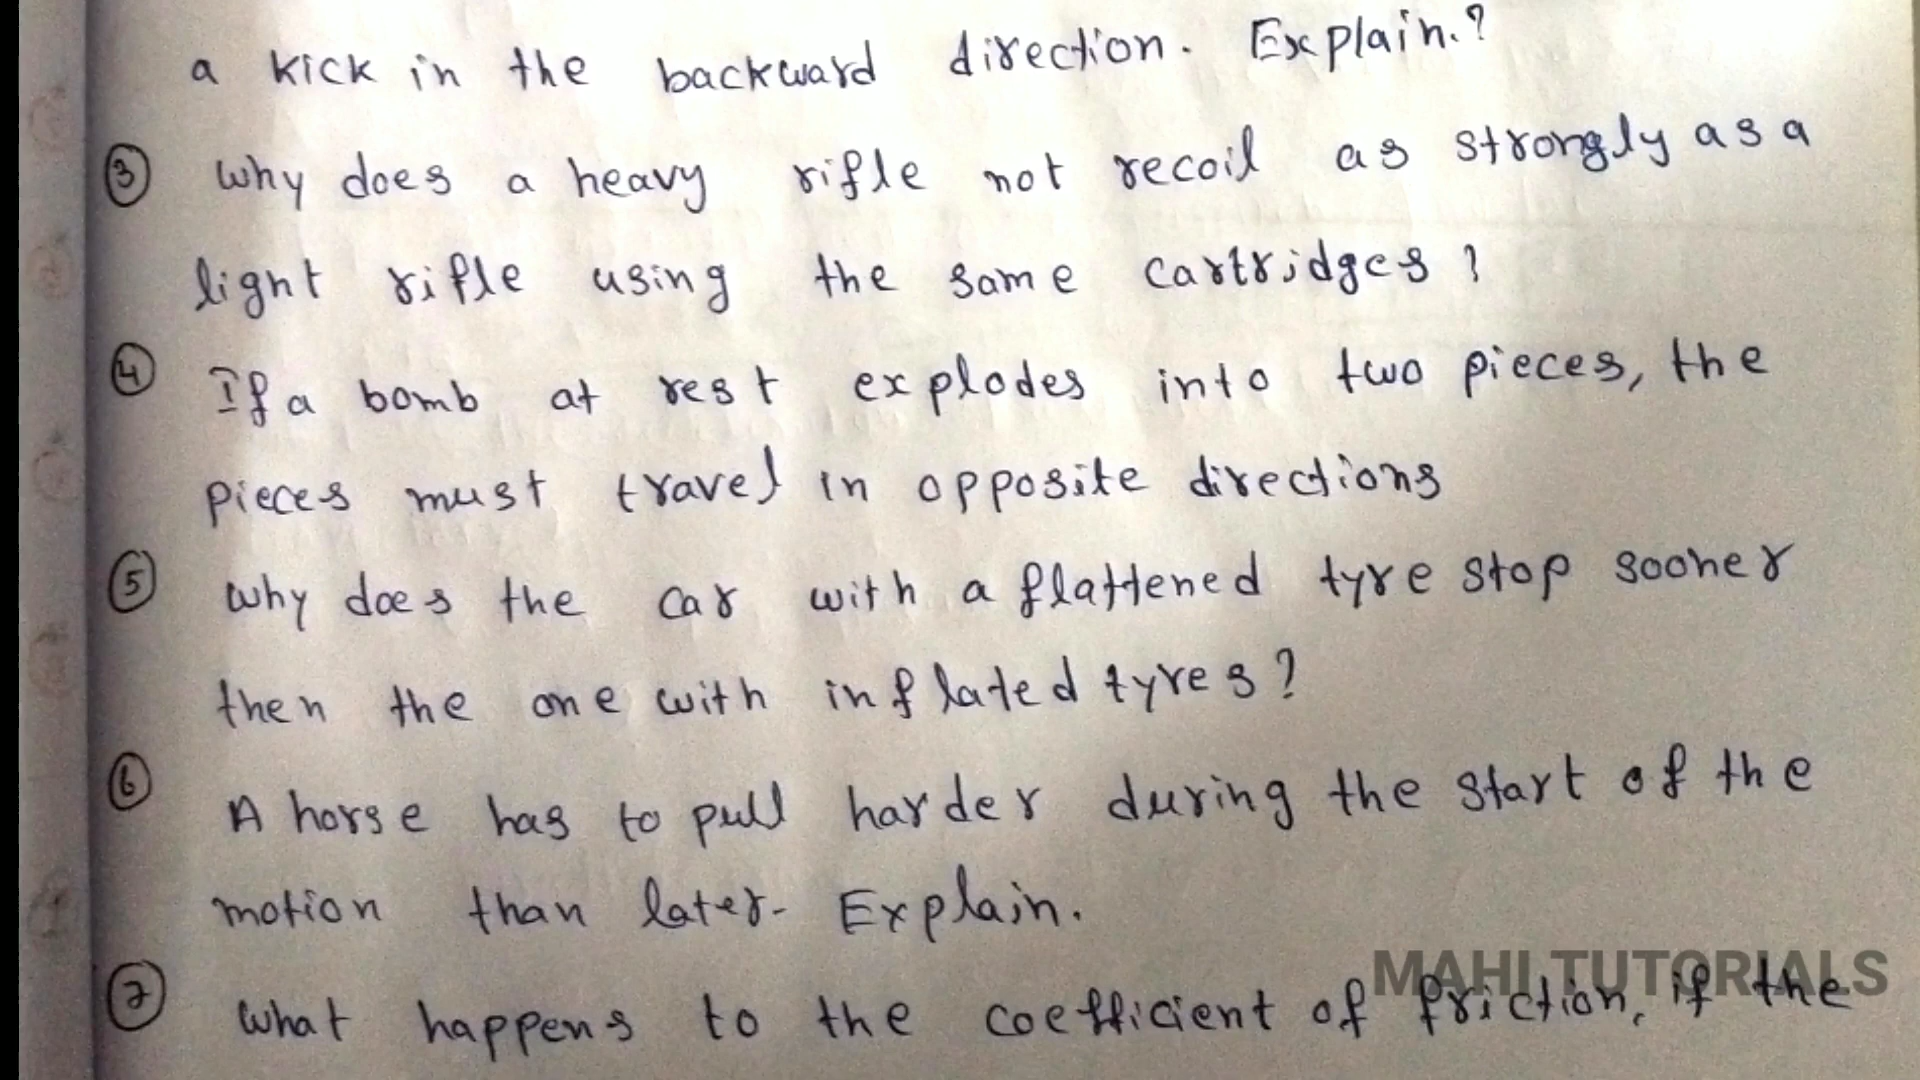 a kick in the backward direction. Explain.?
③ Why does a heavy rifle not recoil as strongly as a
light rifle using the same cartridges?
④ If a bomb at rest explodes into two pieces, the
pieces must travel in opposite directions
⑤ Why does the car with a flattened tyre stop sooner
then the one with inflated tyres?
⑥ A horse has to pull harder during the start of the
motion than later. Explain.
MAHI TUTORIALS
⑦ What happens to the coefficient of friction, if the